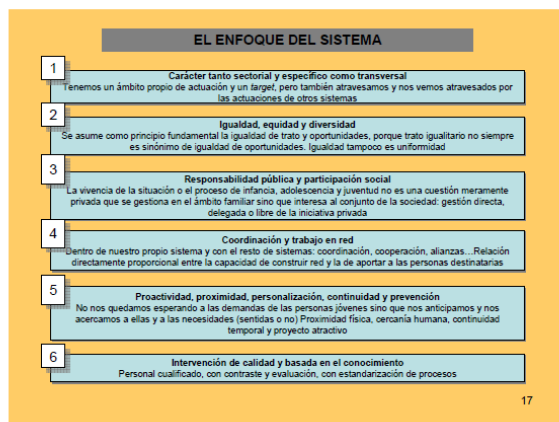 EL ENFOQUE DEL SISTEMA
1
Carácter tanto sectorial y específico como transversal
Tenemos un ámbito propio de actuación y un target, pero también atravesamos y nos vemos atravesados por
las actuaciones de otros sistemas
2
Igualdad, equidad y diversidad
Se asume como principio fundamental la igualdad de trato y oportunidades, porque trato igualitario no siempre
es sinónimo de igualdad de oportunidades. Igualdad tampoco es uniformidad
3
Responsabilidad pública y participación social
La vivencia de la situación o el proceso de infancia, adolescencia y juventud no es una cuestión meramente
privada que se gestiona en el ámbito familiar sino que interesa al conjunto de la sociedad: gestión directa,
delegada o libre de la iniciativa privada
4
Coordinación y trabajo en red
Dentro de nuestro propio sistema y con el resto de sistemas: coordinación, cooperación, alianzas...Relación
directamente proporcional entre la capacidad de construir red y la de aportar a las personas destinatarias
5
Proactividad, proximidad, personalización, continuidad y prevención
No nos quedamos esperando a las demandas de las personas jóvenes sino que nos anticipamos y nos
acercamos a ellas y a las necesidades (sentidas o no) Proximidad física, cercanía humana, continuidad
temporal y proyecto atractivo
6
Intervención de calidad y basada en el conocimiento
Personal cualificado, con contraste y evaluación, con estandarización de procesos
17